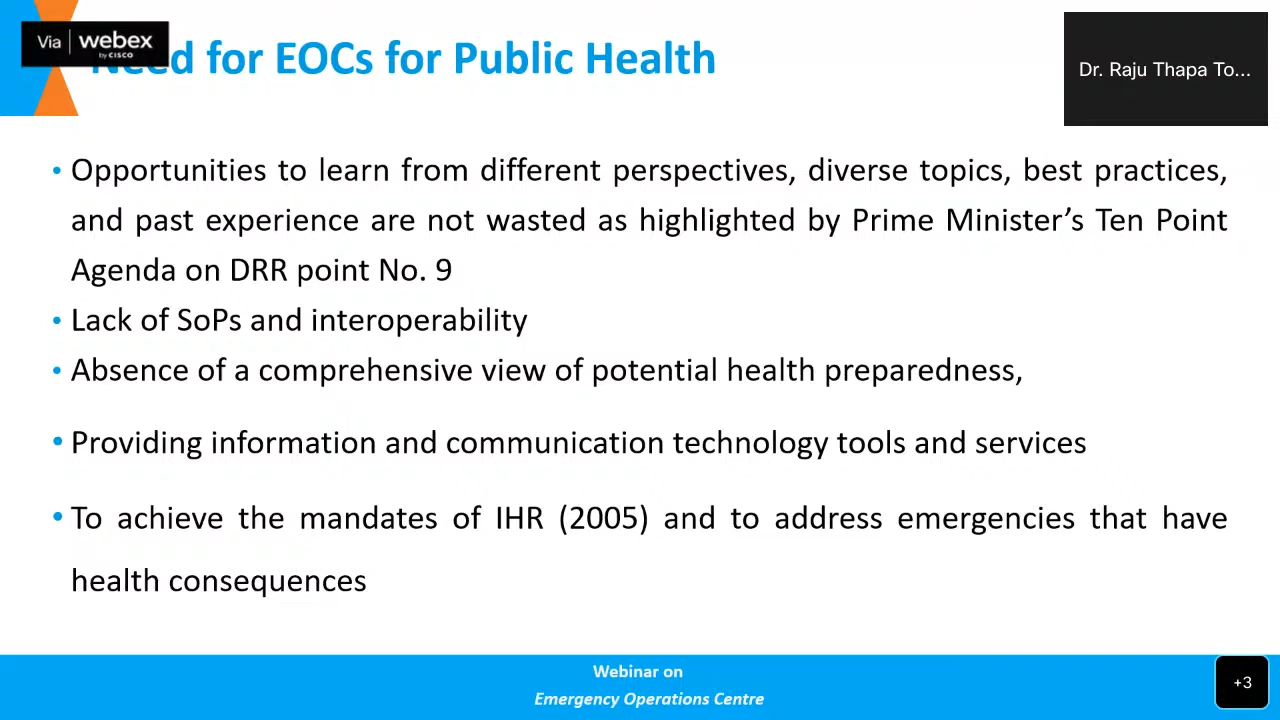 Via webex
by CISCO
Need for EOCs for Public Health
Dr. Raju Thapa To...
• Opportunities to learn from different perspectives, diverse topics, best practices,
and past experience are not wasted as highlighted by Prime Minister’s Ten Point
Agenda on DRR point No. 9
• Lack of SoPs and interoperability
• Absence of a comprehensive view of potential health preparedness,
• Providing information and communication technology tools and services
• To achieve the mandates of IHR (2005) and to address emergencies that have
health consequences
Webinar on
Emergency Operations Centre
+3